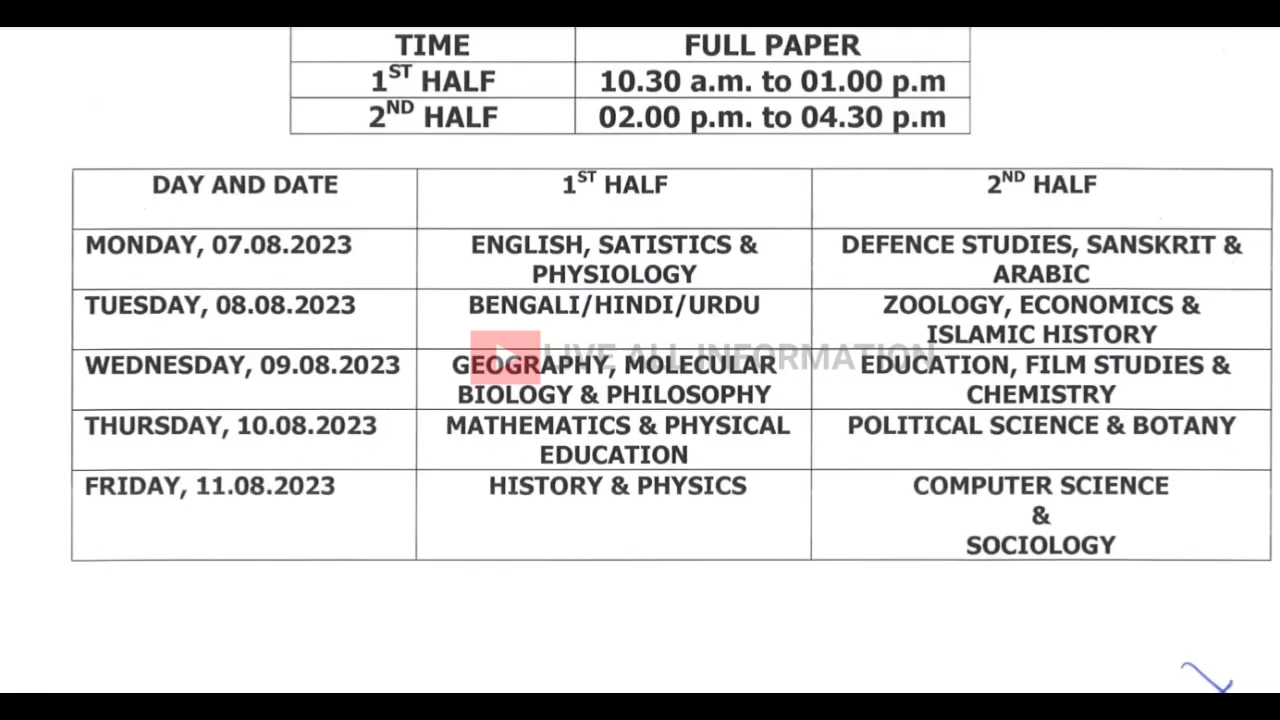 TIME FULL PAPER
1ST HALF 10.30 a.m. to 01.00 p.m
2ND HALF 02.00 p.m. to 04.30 p.m
DAY AND DATE 1ST HALF 2ND HALF
MONDAY, 07.08.2023 ENGLISH, SATISTICS & DEFENCE STUDIES, SANSKRIT &
PHYSIOLOGY ARABIC
TUESDAY, 08.08.2023 BENGALI/HINDI/URDU ZOOLOGY, ECONOMICS &
ISLAMIC HISTORY
LIVE ALL INFORMATION
WEDNESDAY, 09.08.2023 GEOGRAPHY, MOLECULAR EDUCATION, FILM STUDIES &
BIOLOGY & PHILOSOPHY CHEMISTRY
THURSDAY, 10.08.2023 MATHEMATICS & PHYSICAL POLITICAL SCIENCE & BOTANY
EDUCATION
FRIDAY, 11.08.2023 HISTORY & PHYSICS COMPUTER SCIENCE
&
SOCIOLOGY